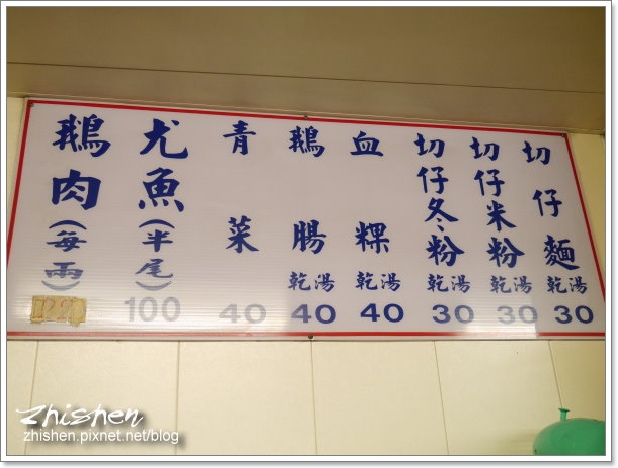 切仔麵 乾湯 30
切仔米粉 乾湯 30
切仔冬粉 乾湯 30
血粿 乾湯 40
鵝腸 乾湯 40
青菜 40
尤魚(半尾) 100
鵝肉(每兩)
Zhishen
zhishen.pixnet.net/blog